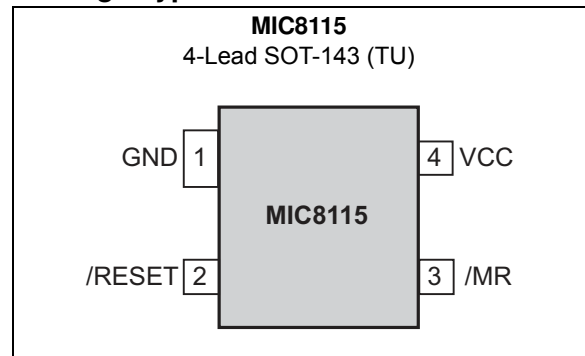 MIC8115
4-Lead SOT-143 (TU)
GND 1 4 VCC
MIC8115
/RESET 2 3 /MR